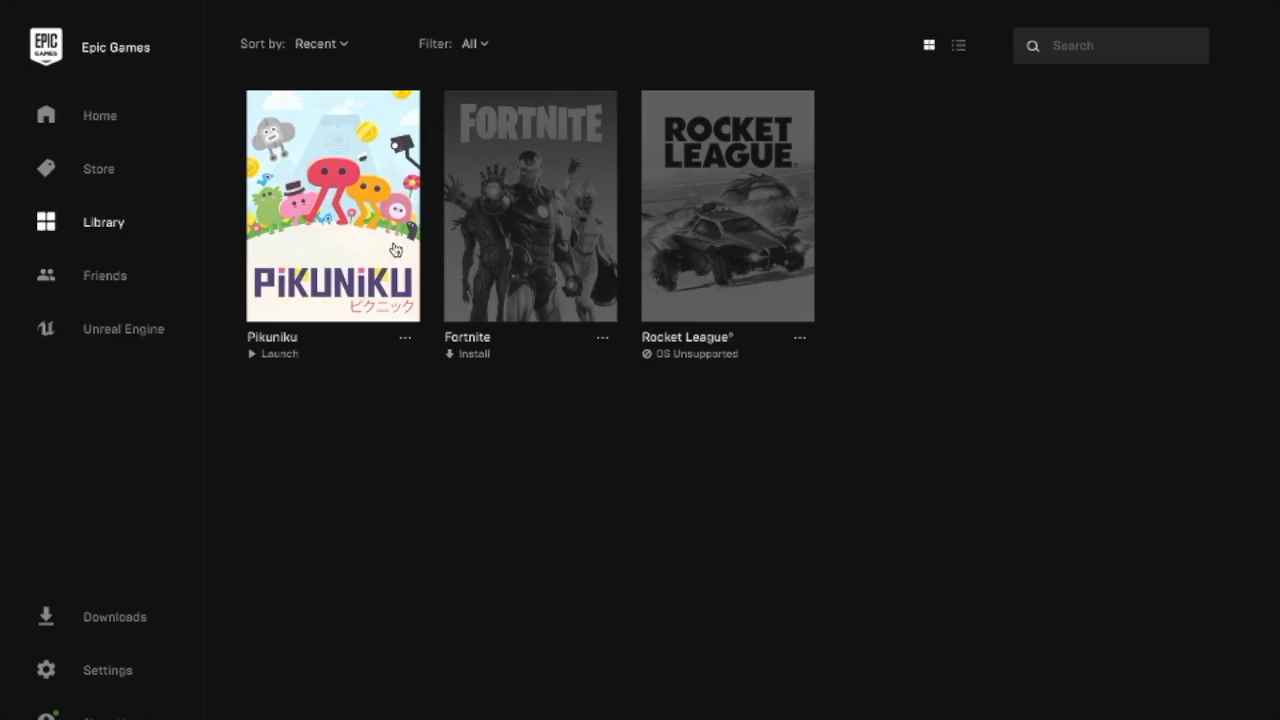 EPIC
GAMES
Epic Games
Home
Store
Library
Friends
Unreal Engine
Downloads
Settings
Sort by: Recent
Filter: All
Search
PiKUNiKU
ピクニック
Pikuniku
Launch
FORTNITE
Fortnite
Install
ROCKET
LEAGUE
Rocket League®
OS Unsupported